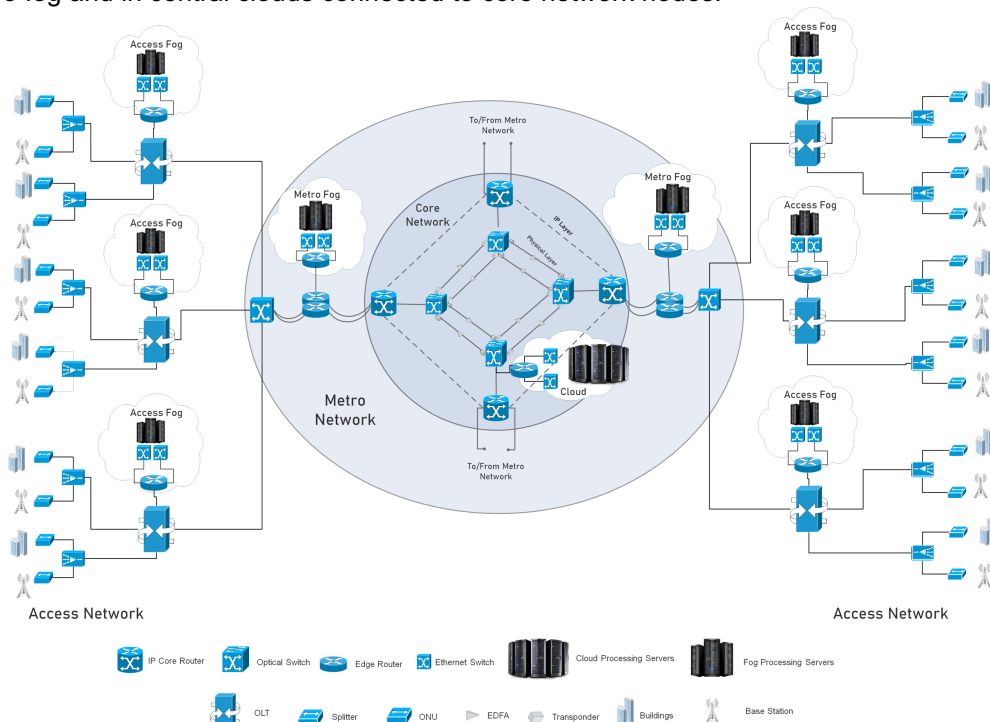 fog and in central clouds connected to core network nodes.
Access Fog
Access Fog
To/From Metro
Network
Metro Fog
Metro Fog
Core
Network
IP Layer
Physical Layer
Access Fog
Access Fog
Cloud
Metro
Network
Access Fog
Access Fog
To/From Metro
Network
Access Network
Access Network
IP Core Router
Optical Switch
Edge Router
Ethernet Switch
Cloud Processing Servers
Fog Processing Servers
OLT
Splitter
ONU
EDFA
Transponder
Buildings
Base Station